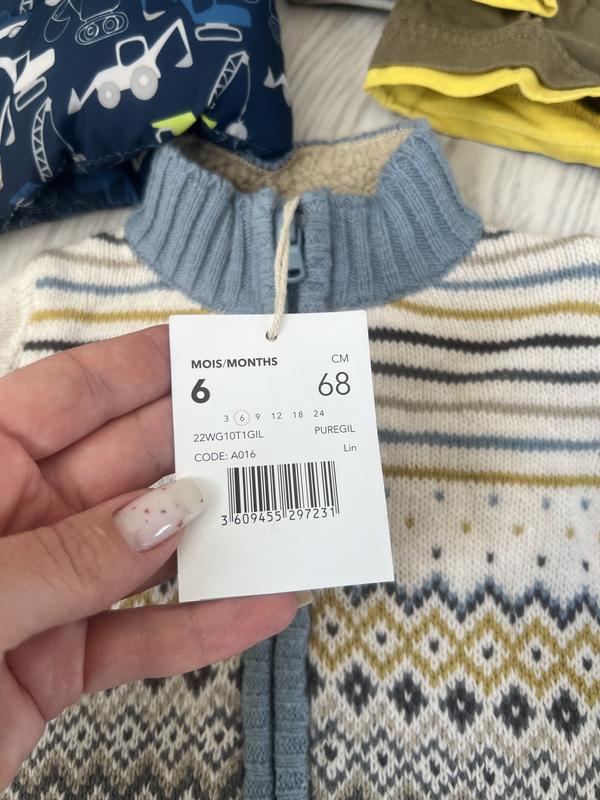 MOIS/MONTHS CM
6 68
3 6 9 12 18 24
22WG10T1GIL PUREGIL
CODE: A016 Lin
3 609455 297231